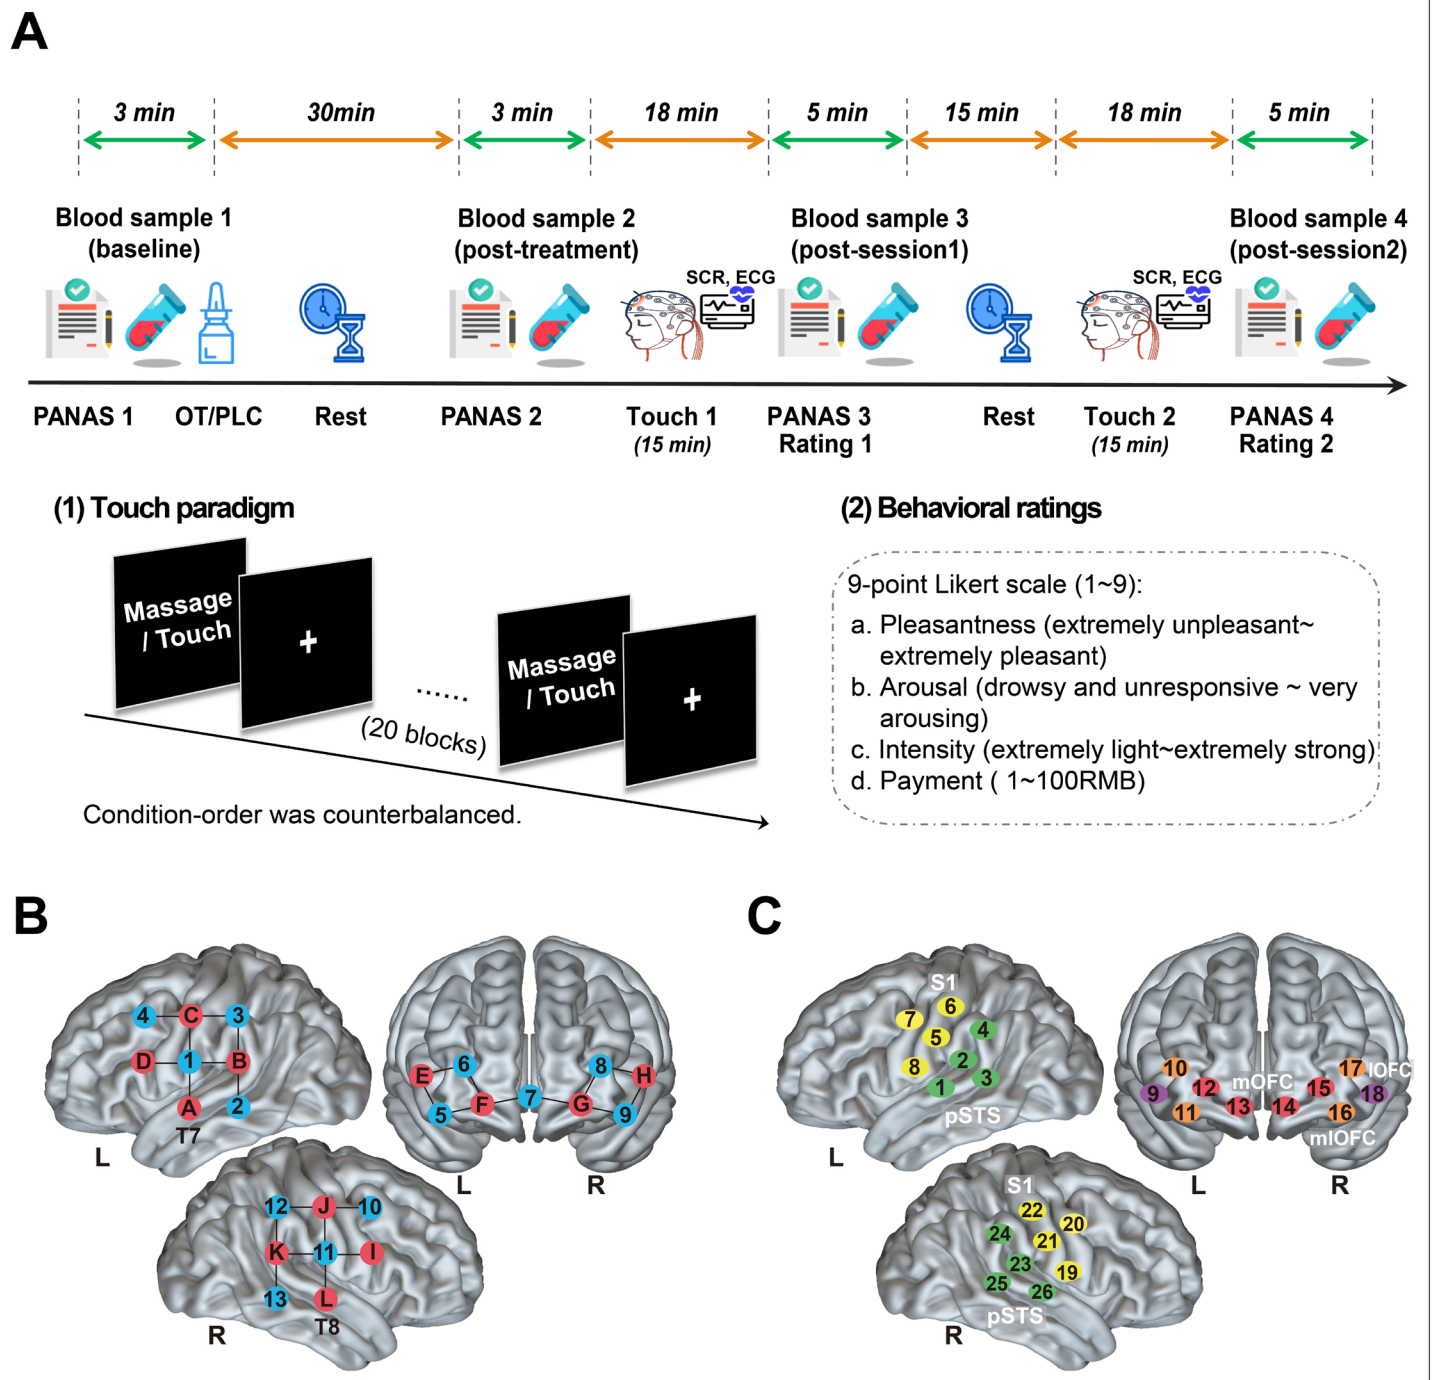 A
3 min 30min 3 min 18 min 5 min 15 min 18 min 5 min
Blood sample 1
(baseline)
Blood sample 2
(post-treatment)
Blood sample 3
(post-session1)
Blood sample 4
(post-session2)
SCR, ECG
SCR, ECG
PANAS 1
OT/PLC
Rest
PANAS 2
Touch 1
(15 min)
PANAS 3
Rating 1
Rest
Touch 2
(15 min)
PANAS 4
Rating 2
(1) Touch paradigm
Massage
/ Touch
+
......
(20 blocks)
Massage
/ Touch
+
Condition-order was counterbalanced.
(2) Behavioral ratings
9-point Likert scale (1~9):
a. Pleasantness (extremely unpleasant~
extremely pleasant)
b. Arousal (drowsy and unresponsive ~ very
arousing)
c. Intensity (extremely light~extremely strong)
d. Payment ( 1~100RMB)
B
4 C 3
D 1 B
A 2
T7
L
E 6 8 H
5 F 7 G 9
L R
12 J 10
K 11 I
13 L
T8
R
C
S1
7 6
5 4
8 2
1 3
pSTS
L
10 17 lOFC
9 12 mOFC 15 18
11 13 14 16
mlOFC
L R
S1
22 20
24 21
23 19
25 26
pSTS
R